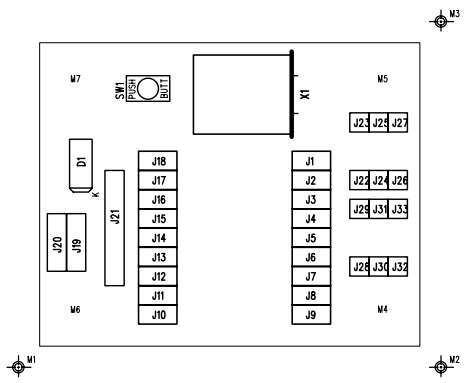 M3
M7
SW1
PUSH
BUTT
X1
M5
J23 J25 J27
D1
K
J18
J17
J16
J15
J14
J13
J12
J11
J10
J21
J20
J19
J1
J2
J3
J4
J5
J6
J7
J8
J9
J22 J24 J26
J29 J31 J33
J28 J30 J32
M6
M4
M1
M2